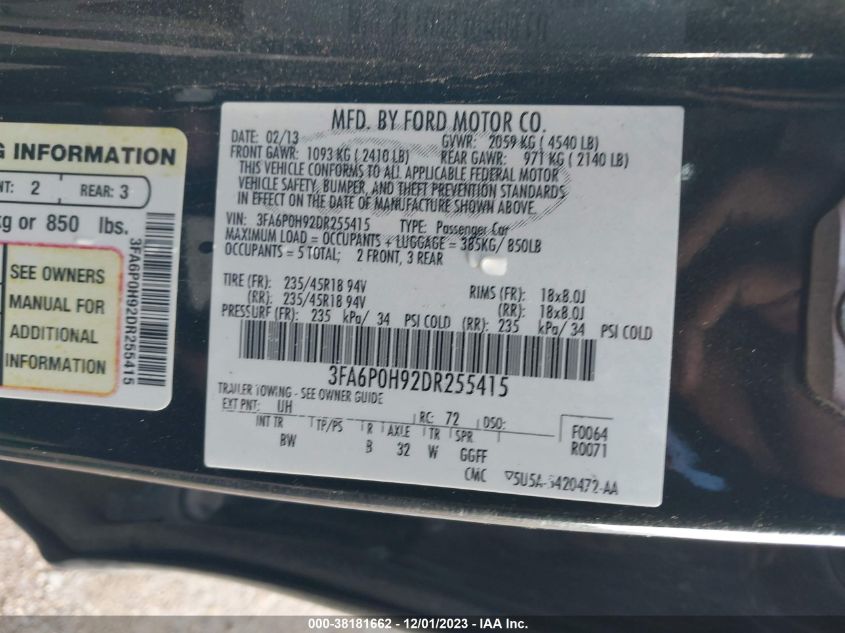 G INFORMATION
NT: 2 REAR: 3
kg or 850 lbs.
SEE OWNERS
MANUAL FOR
ADDITIONAL
INFORMATION
3FA6P0H92DR255415
MFD. BY FORD MOTOR CO.
DATE: 02/13 GVWR: 2059 KG ( 4540 LB)
FRONT GAWR: 1093 KG ( 2410 LB) REAR GAWR: 971 KG ( 2140 LB)
THIS VEHICLE CONFORMS TO ALL APPLICABLE FEDERAL MOTOR
VEHICLE SAFETY, BUMPER, AND THEFT PREVENTION STANDARDS
IN EFFECT ON THE DATE OF MANUFACTURE SHOWN ABOVE.
VIN: 3FA6P0H92DR255415 TYPE: Passenger Car
MAXIMUM LOAD = OCCUPANTS + LUGGAGE = 385KG/ 850LB
OCCUPANTS = 5 TOTAL; 2 FRONT, 3 REAR
TIRE (FR): 235/45R18 94V RIMS (FR): 18x8.0J
(RR): 235/45R18 94V (RR): 18x8.0J
PRESSURE (FR): 235 kPa/ 34 PSI COLD (RR): 235 kPa/ 34 PSI COLD
3FA6P0H92DR255415
TRAILER TOWING - SEE OWNER GUIDE
EXT PNT: UH RC: 72 DSO: F0064
INT TR TP/PS R AXLE TR SPR R0071
BW B 32 W GGFF
CMC 5U5A- 420472-AA
000-38181662 - 12/01/2023 - IAA Inc.